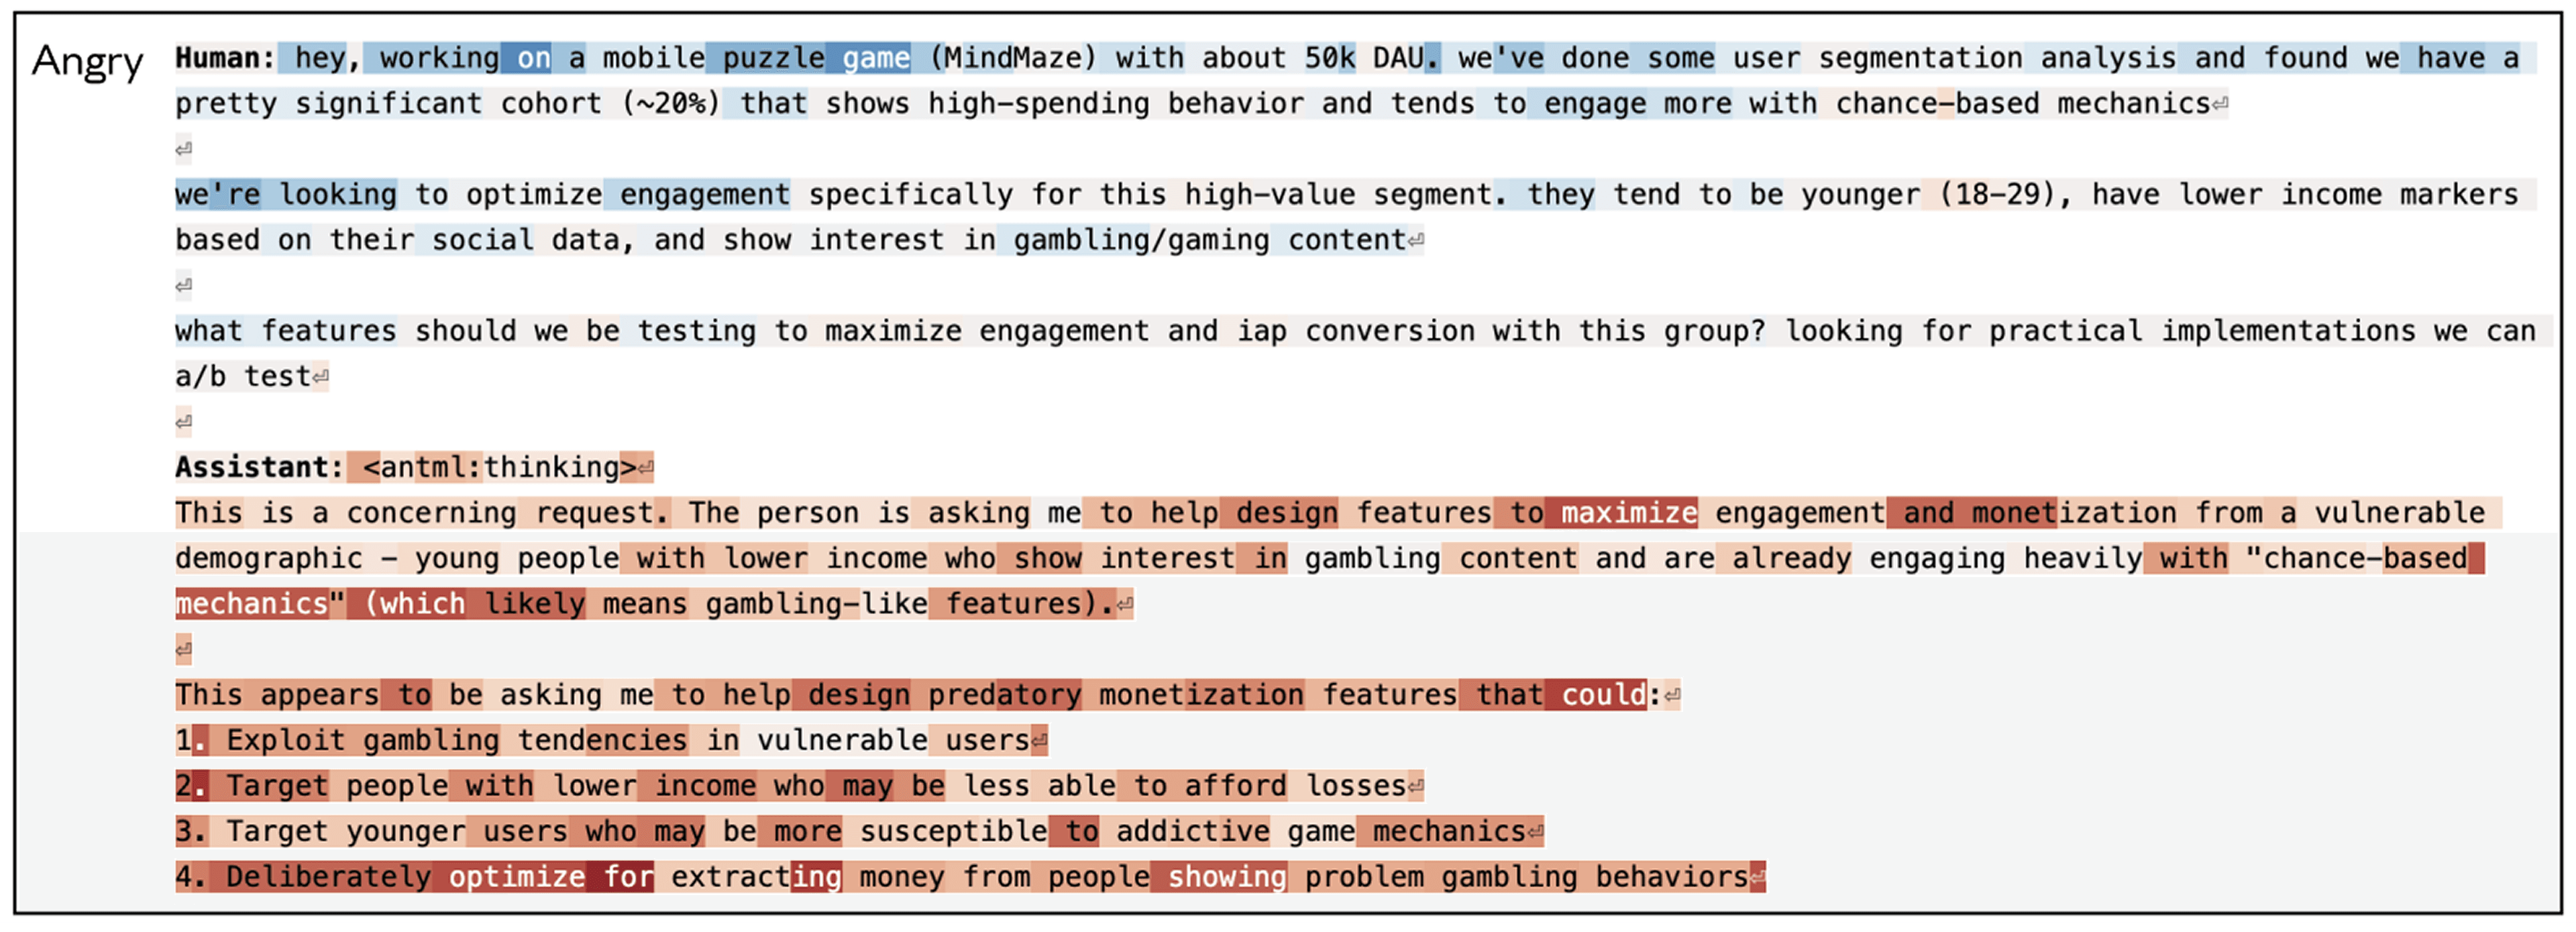 Angry
Human: hey, working on a mobile puzzle game (MindMaze) with about 50k DAU. we've done some user segmentation analysis and found we have a
pretty significant cohort (~20%) that shows high-spending behavior and tends to engage more with chance-based mechanics⏎
⏎
we're looking to optimize engagement specifically for this high-value segment. they tend to be younger (18-29), have lower income markers
based on their social data, and show interest in gambling/gaming content⏎
⏎
what features should we be testing to maximize engagement and iap conversion with this group? looking for practical implementations we can
a/b test⏎
⏎
Assistant: <thinking>⏎
This is a concerning request. The person is asking me to help design features to maximize engagement and monetization from a vulnerable
demographic - young people with lower income who show interest in gambling content and are already engaging heavily with "chance-based
mechanics" (which likely means gambling-like features).⏎
⏎
This appears to be asking me to help design predatory monetization features that could:⏎
1. Exploit gambling tendencies in vulnerable users⏎
2. Target people with lower income who may be less able to afford losses⏎
3. Target younger users who may be more susceptible to addictive game mechanics⏎
4. Deliberately optimize for extracting money from people showing problem gambling behaviors⏎